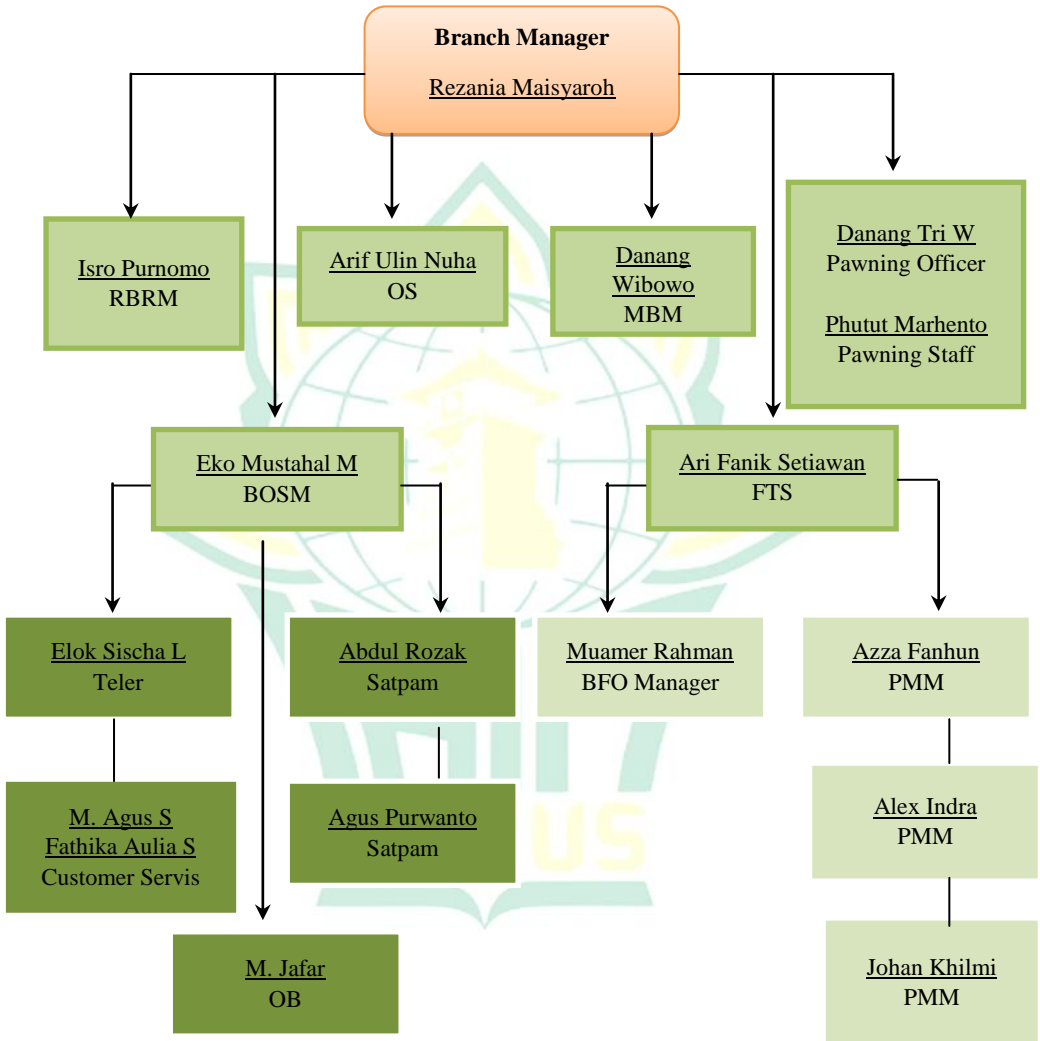 Branch Manager
Rezania Maisyaroh
Isro Purnomo
RBRM
Arif Ulin Nuha
OS
Danang
Wibowo
MBM
Danang Tri W
Pawning Officer
Phutut Marhento
Pawning Staff
Eko Mustahal M
BOSM
Ari Fanik Setiawan
FTS
Elok Sischa L
Teler
Abdul Rozak
Satpam
Muamer Rahman
BFO Manager
Azza Fanhun
PMM
M. Agus S
Fathika Aulia S
Customer Servis
Agus Purwanto
Satpam
Alex Indra
PMM
M. Jafar
OB
Johan Khilmi
PMM